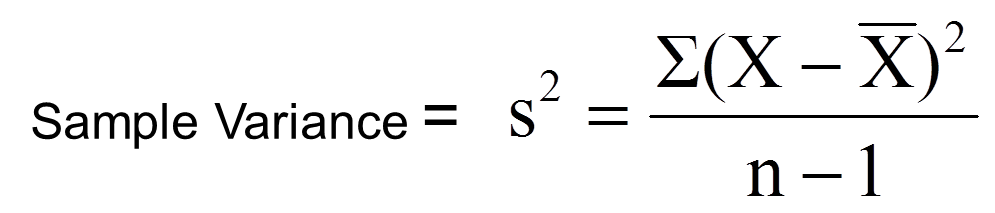 Sample Variance = s² = Σ(X − X̅)²
n − 1